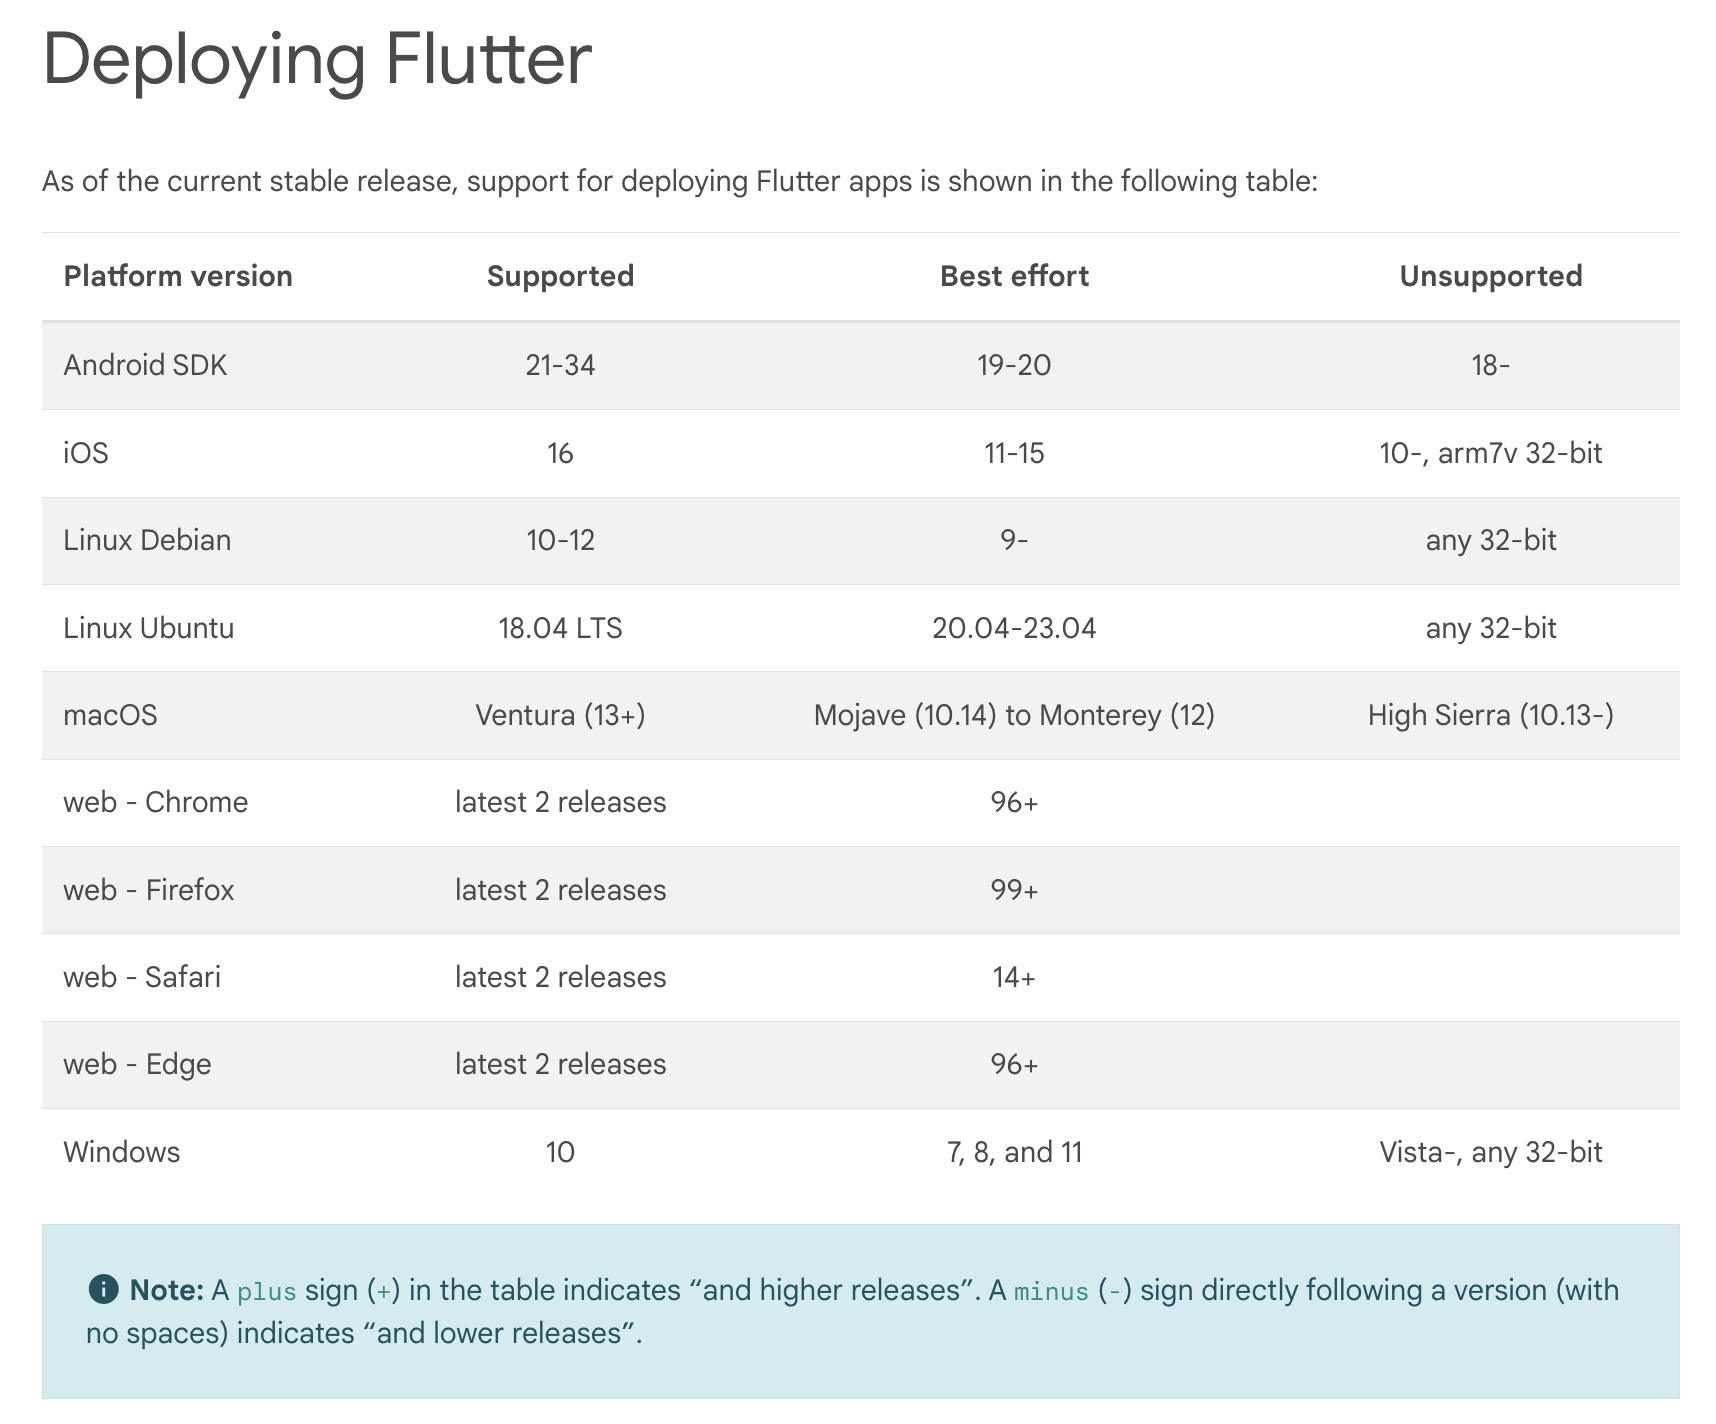 Deploying Flutter
As of the current stable release, support for deploying Flutter apps is shown in the following table:
Platform version Supported Best effort Unsupported
Android SDK 21-34 19-20 18-
iOS 16 11-15 10-, arm7v 32-bit
Linux Debian 10-12 9- any 32-bit
Linux Ubuntu 18.04 LTS 20.04-23.04 any 32-bit
macOS Ventura (13+) Mojave (10.14) to Monterey (12) High Sierra (10.13-)
web - Chrome latest 2 releases 96+
web - Firefox latest 2 releases 99+
web - Safari latest 2 releases 14+
web - Edge latest 2 releases 96+
Windows 10 7, 8, and 11 Vista-, any 32-bit
Note: A plus sign (+) in the table indicates “and higher releases”. A minus (-) sign directly following a version (with
no spaces) indicates “and lower releases”.